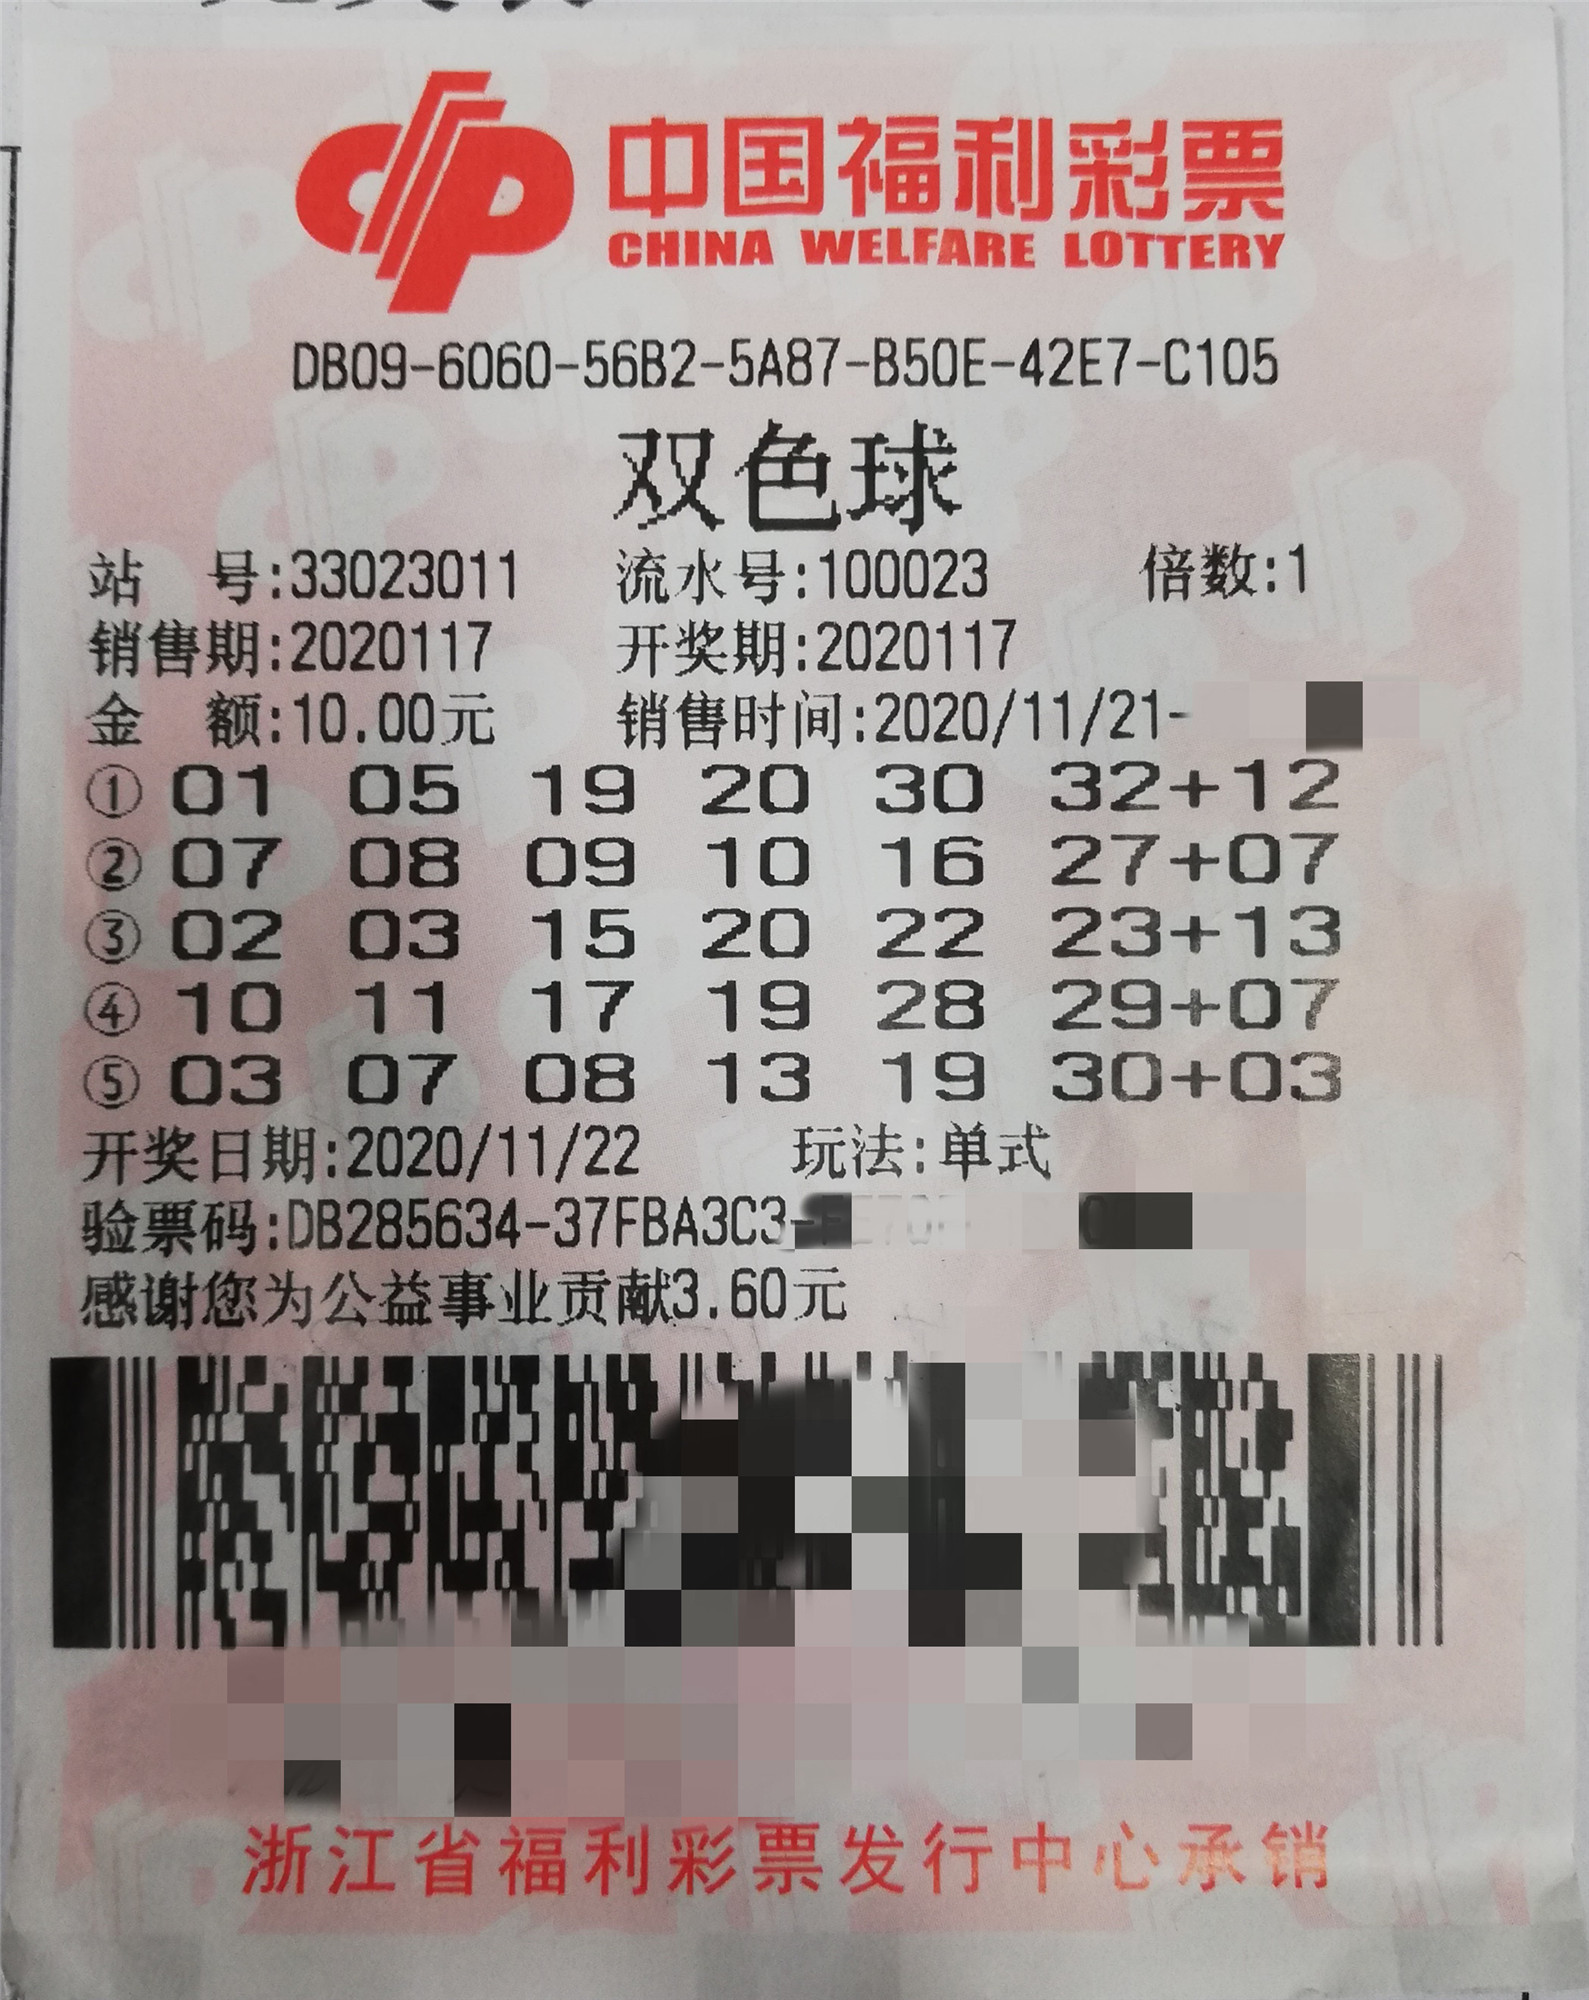 中国福利彩票
CHINA WELFARE LOTTERY
DB09-6060-56B2-5A87-B50E-42E7-C105
双色球
站 号:33023011 流水号:100023 倍数:1
销售期:2020117 开奖期:2020117
金 额:10.00元 销售时间:2020/11/21-
① 01 05 19 20 30 32+12
② 07 08 09 10 16 27+07
③ 02 03 15 20 22 23+13
④ 10 11 17 19 28 29+07
⑤ 03 07 08 13 19 30+03
开奖日期:2020/11/22 玩法:单式
验票码:DB285634-37FBA3C3-
感谢您为公益事业贡献3.60元
浙江省福利彩票发行中心承销